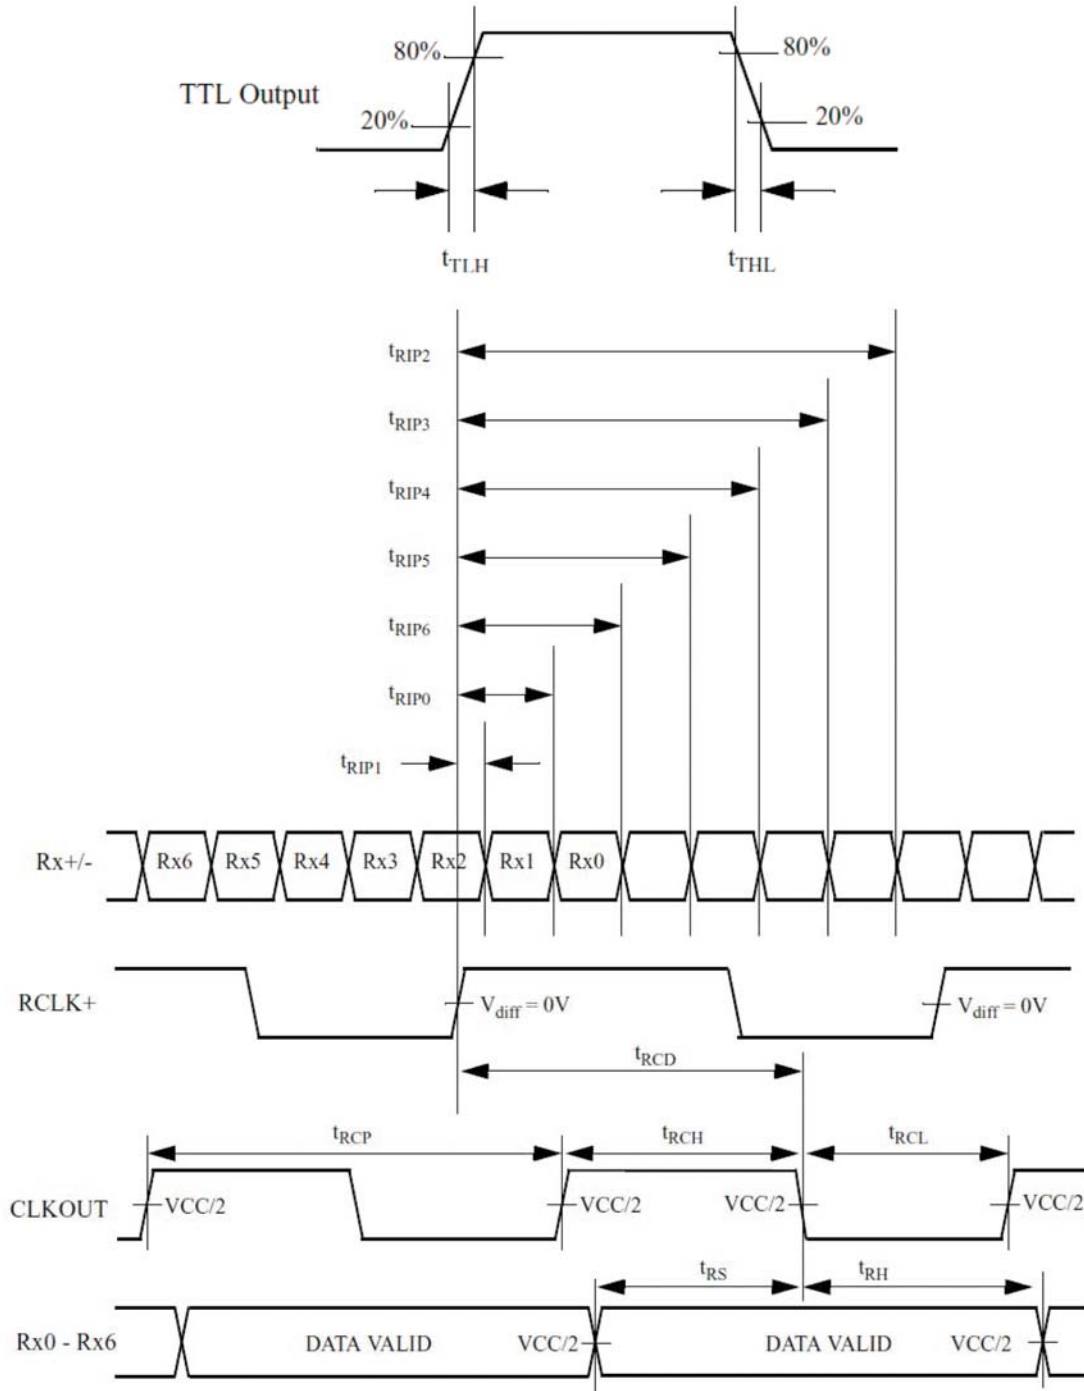 80%
80%
TTL Output
20%
20%
tTLH
tTHL
tRIP2
tRIP3
tRIP4
tRIP5
tRIP6
tRIP0
tRIP1
Rx+/-
Rx6
Rx5
Rx4
Rx3
Rx2
Rx1
Rx0
RCLK+
Vdiff = 0V
Vdiff = 0V
tRCD
tRCP
tRCH
tRCL
CLKOUT
VCC/2
VCC/2
VCC/2
VCC/2
tRS
tRH
Rx0 - Rx6
DATA VALID
VCC/2
DATA VALID
VCC/2